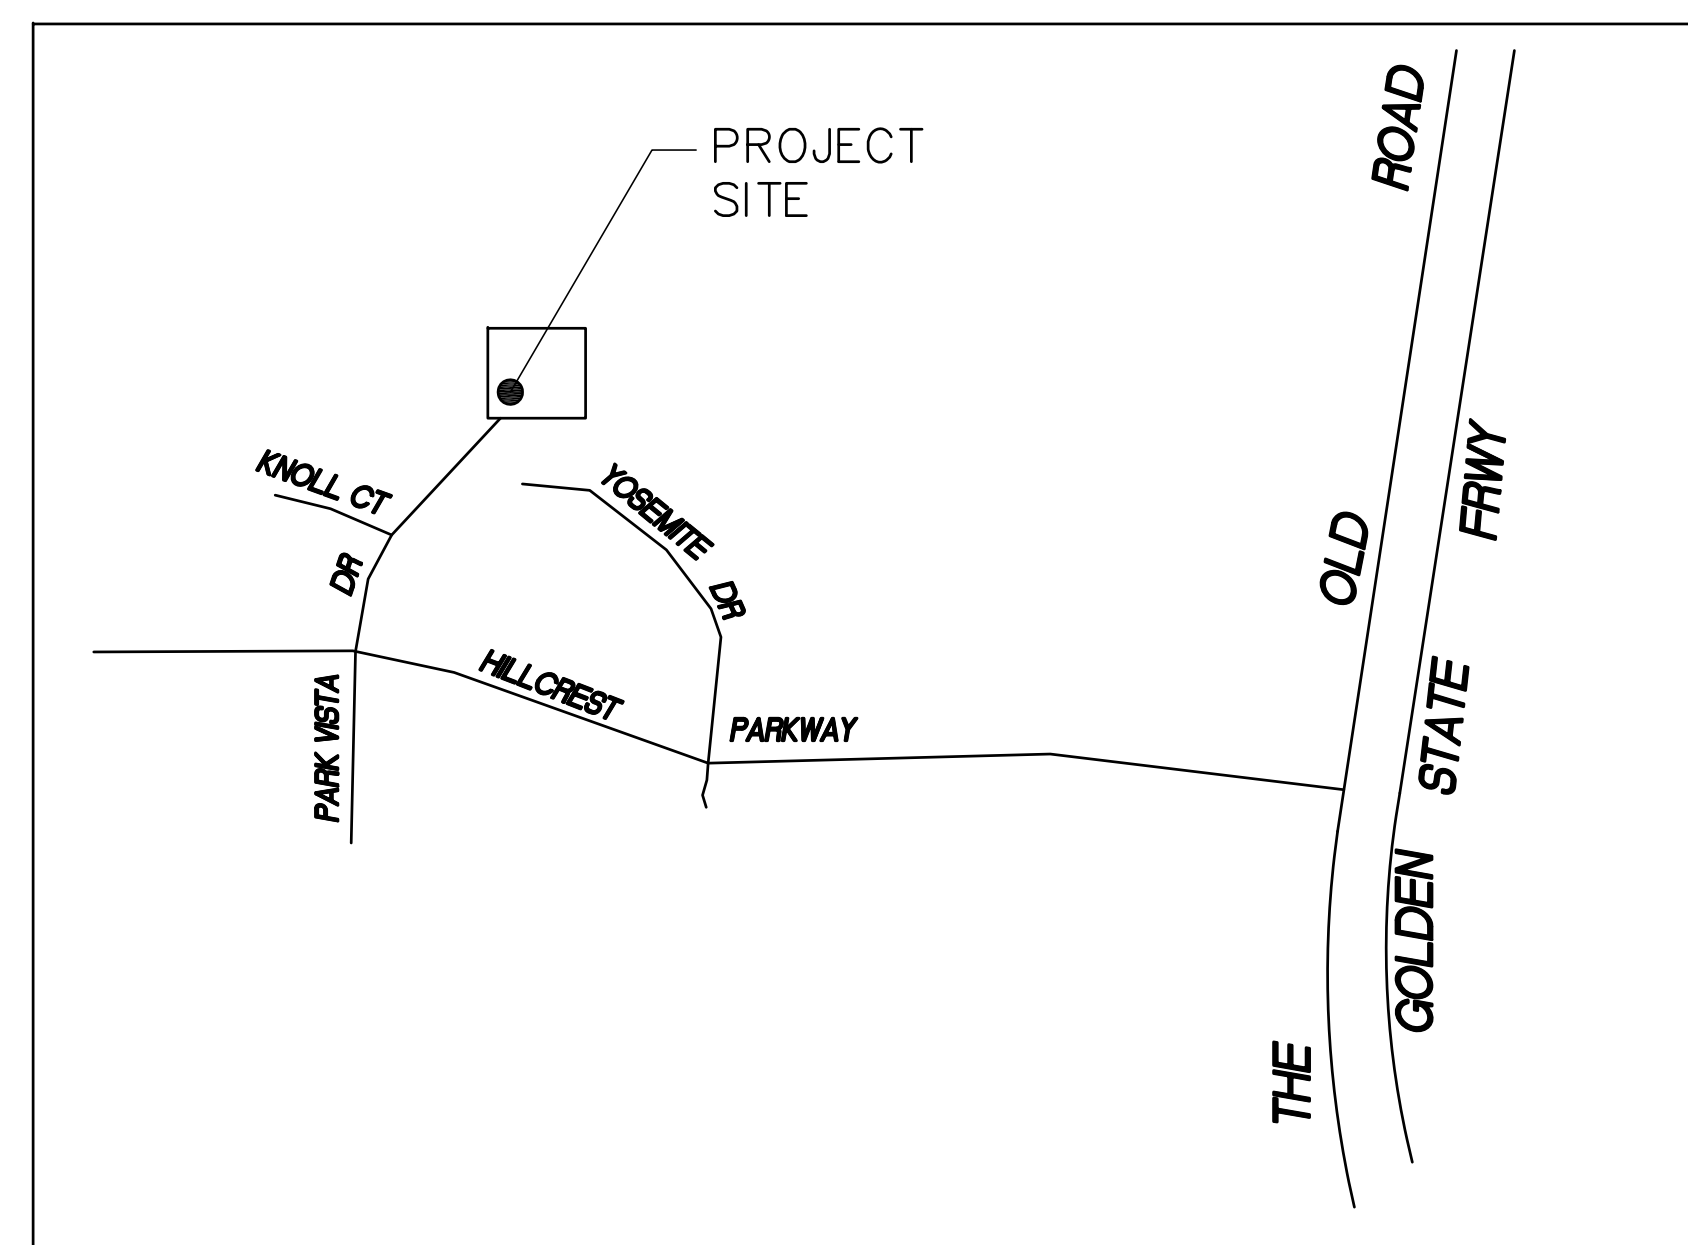 PROJECT
SITE
KNOLL CT
YOSEMITE DR
PARK VISTA DR
HILLCREST PARKWAY
THE OLD ROAD
GOLDEN STATE FRWY